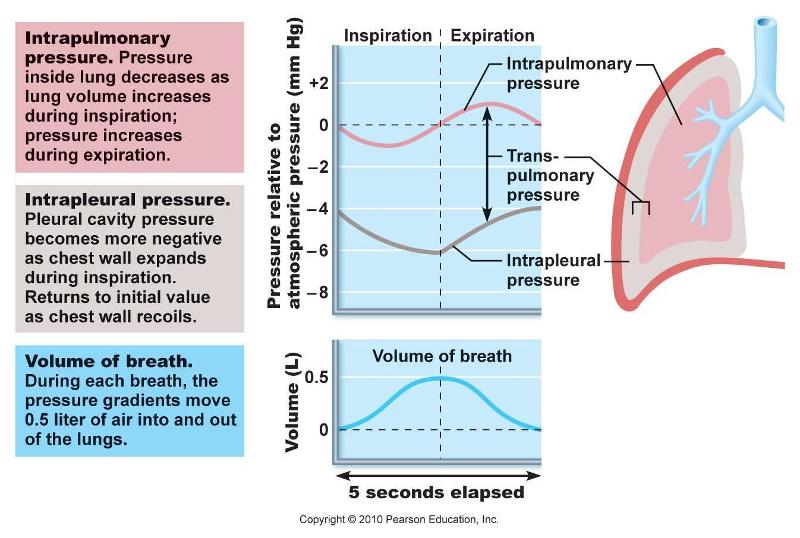 Intrapulmonary
pressure. Pressure
inside lung decreases as
lung volume increases
during inspiration;
pressure increases
during expiration.
Intrapleural pressure.
Pleural cavity pressure
becomes more negative
as chest wall expands
during inspiration.
Returns to initial value
as chest wall recoils.
Volume of breath.
During each breath, the
pressure gradients move
0.5 liter of air into and out
of the lungs.
Pressure relative to
atmospheric pressure (mm Hg)
Inspiration Expiration
+2
0
–2
–4
–6
–8
Intrapulmonary
pressure
Trans-
pulmonary
pressure
Intrapleural
pressure
Volume (L)
Volume of breath
0.5
0
5 seconds elapsed
Copyright © 2010 Pearson Education, Inc.